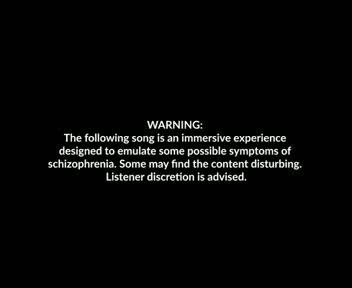 WARNING:
The following song is an immersive experience
designed to emulate some possible symptoms of
schizophrenia. Some may find the content disturbing.
Listener discretion is advised.